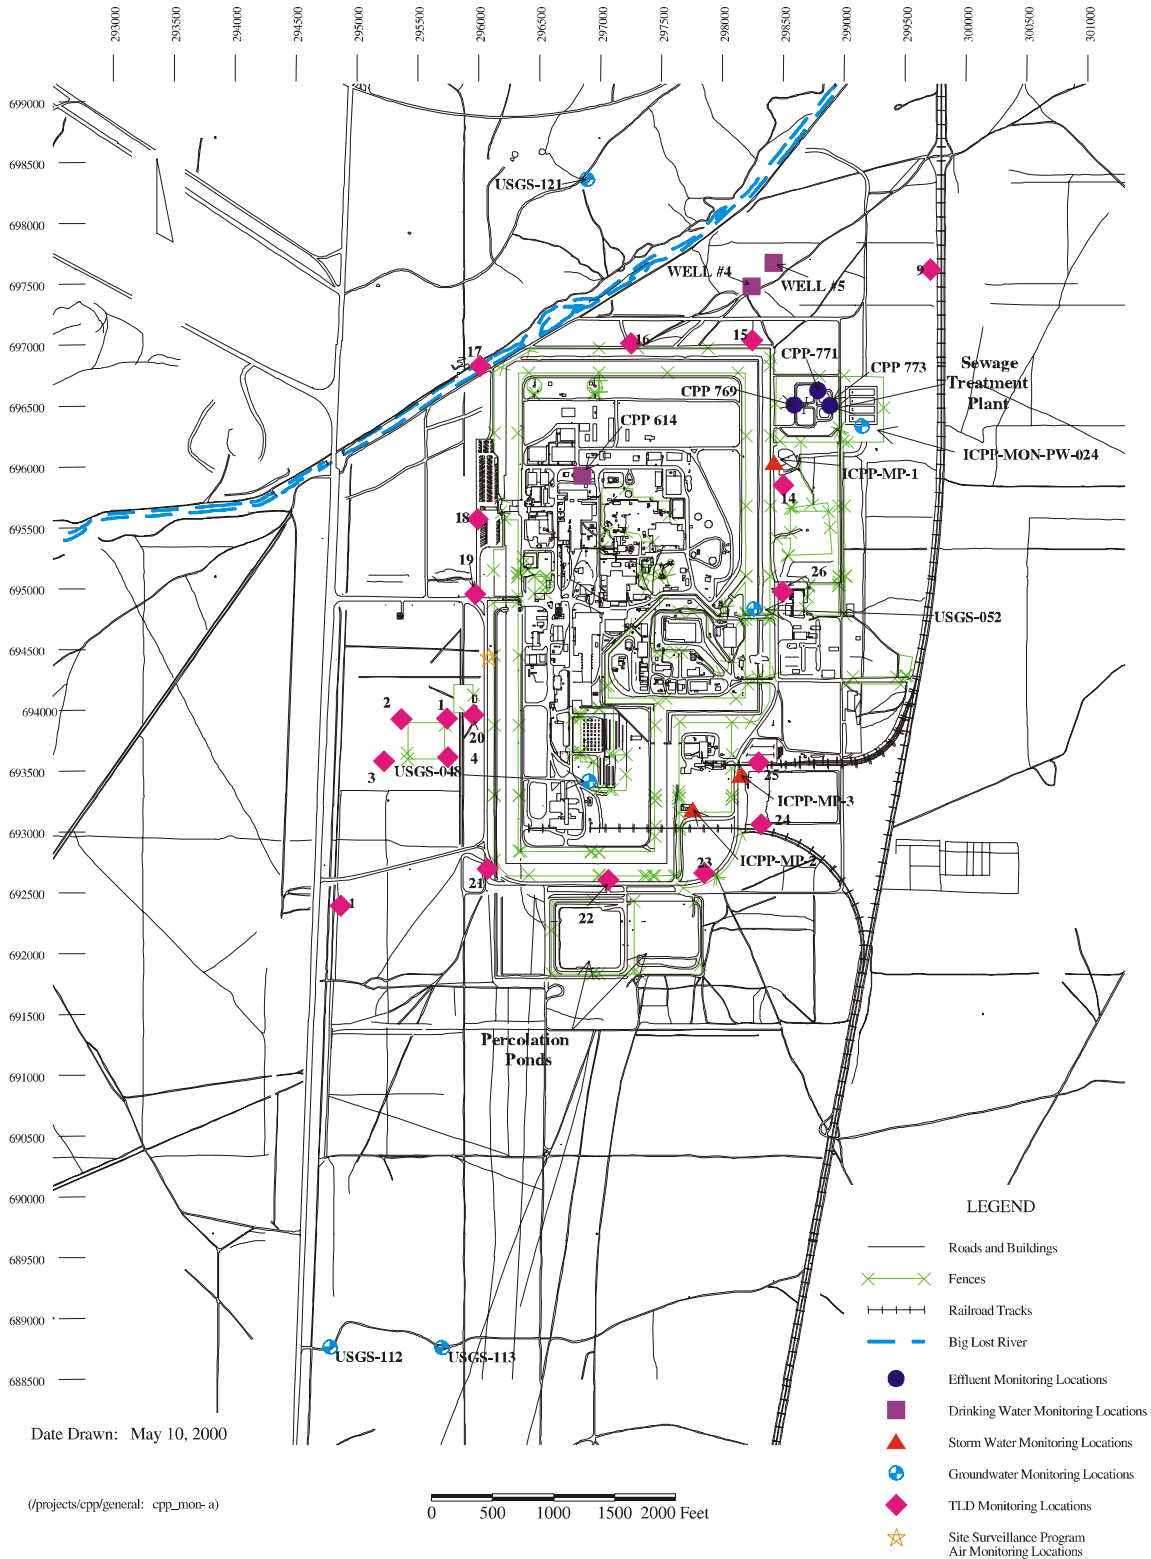 293000
293500
294000
294500
295000
295500
296000
296500
297000
297500
298000
298500
299000
299500
300000
300500
301000
699000
698500
USGS-121
698000
WELL #4
9
697500
WELL #5
697000
16
15
17
CPP-771
CPP 773
Sewage
Treatment
Plant
CPP 769
696500
CPP 614
ICPP-MON-PW-024
696000
ICPP-MP-1
14
695500
18
19
26
695000
USGS-052
694500
2
1
6
694000
20
4
3
USGS-048
693500
25
ICPP-MP-3
24
693000
23
ICPP-MP-2
21
692500
1
22
692000
691500
Percolation
Ponds
691000
690500
690000
689500
689000
USGS-112
USGS-113
688500
LEGEND
Roads and Buildings
Fences
Railroad Tracks
Big Lost River
Effluent Monitoring Locations
Drinking Water Monitoring Locations
Storm Water Monitoring Locations
Groundwater Monitoring Locations
TLD Monitoring Locations
Site Surveillance Program
Air Monitoring Locations
Date Drawn: May 10, 2000
(/projects/cpp/general: cpp_mon-a)
0 500 1000 1500 2000 Feet